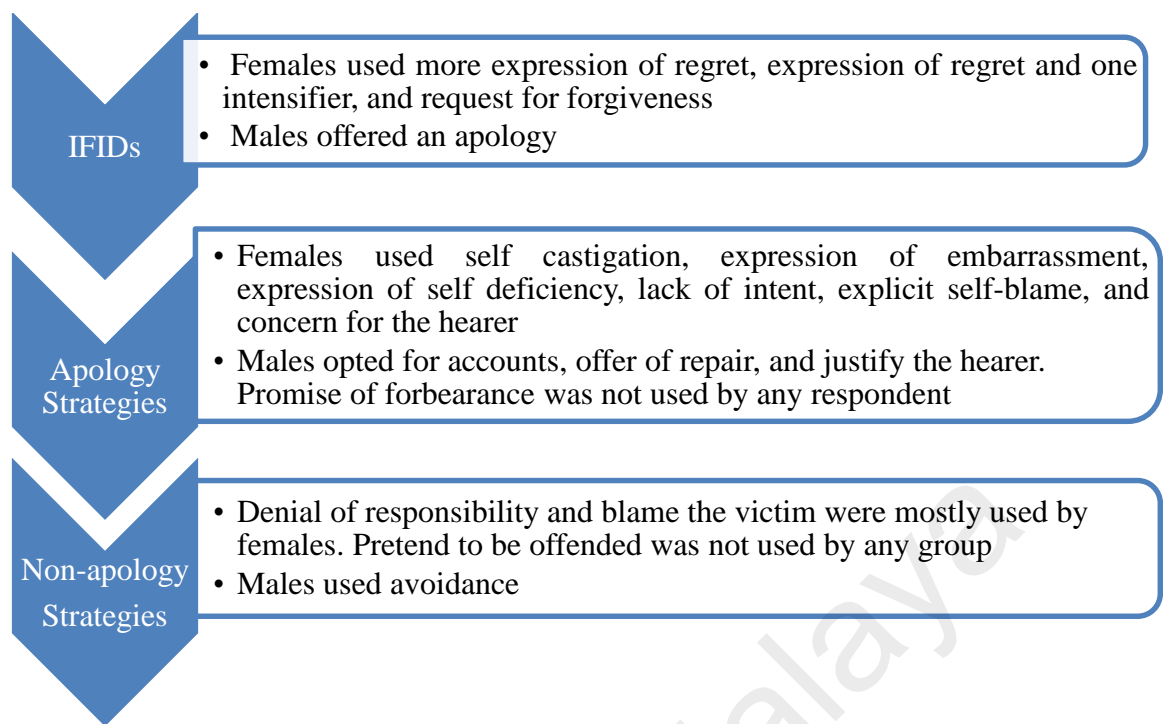 IFIDs
• Females used more expression of regret, expression of regret and one
intensifier, and request for forgiveness
• Males offered an apology
Apology
Strategies
• Females used self castigation, expression of embarrassment,
expression of self deficiency, lack of intent, explicit self-blame, and
concern for the hearer
• Males opted for accounts, offer of repair, and justify the hearer.
Promise of forbearance was not used by any respondent
Non-apology
Strategies
• Denial of responsibility and blame the victim were mostly used by
females. Pretend to be offended was not used by any group
• Males used avoidance
alaya